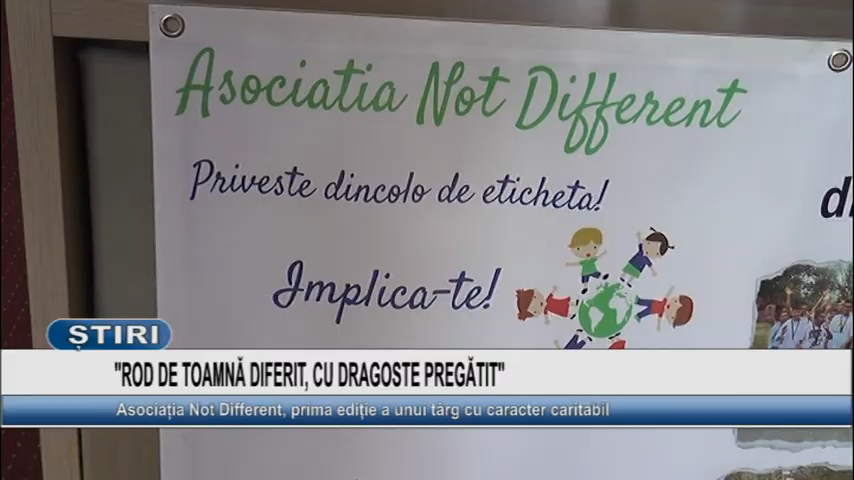 Asociatia Not Different
Priveste dincolo de eticheta!
Implica-te!
ȘTIRI
"ROD DE TOAMNĂ DIFERIT, CU DRAGOSTE PREGĂTIT"
Asociația Not Different, prima ediție a unui târg cu caracter caritabil